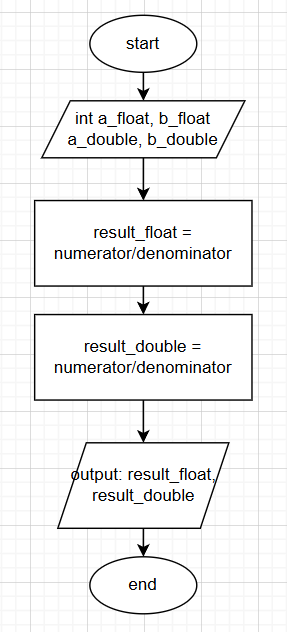 start
int a_float, b_float
a_double, b_double
result_float =
numerator/denominator
result_double =
numerator/denominator
output: result_float,
result_double
end